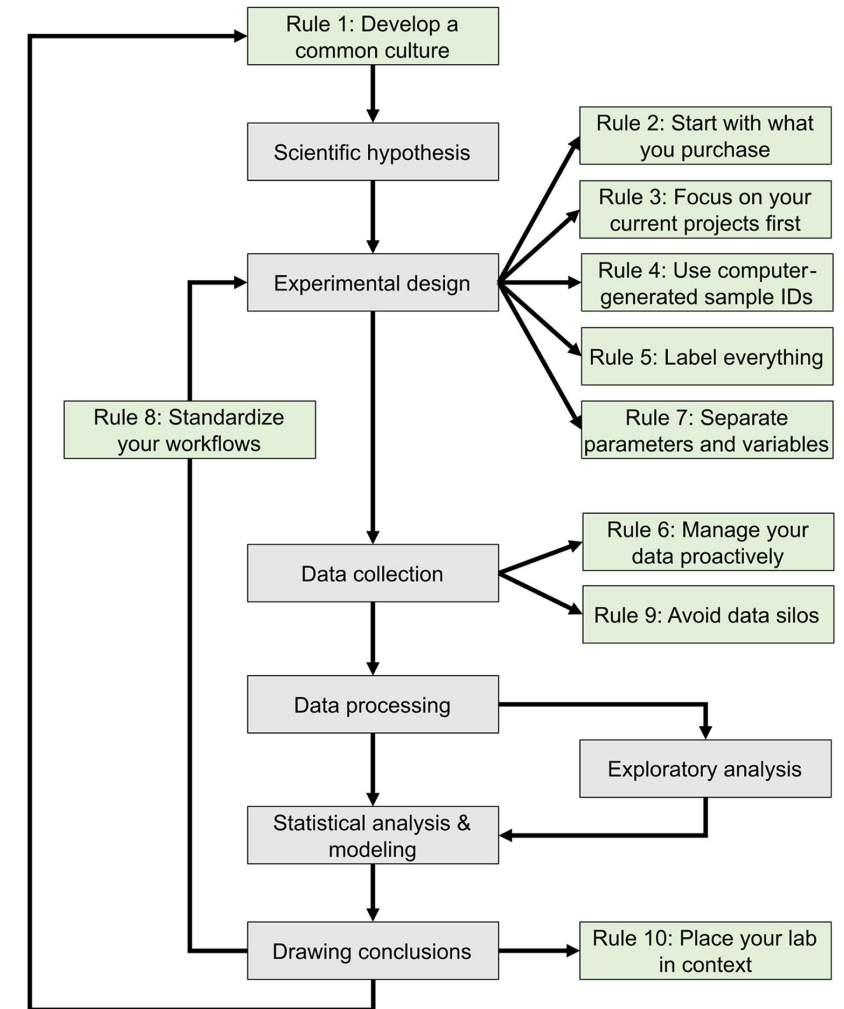 Rule 1: Develop a
common culture
Scientific hypothesis
Rule 2: Start with what
you purchase
Rule 3: Focus on your
current projects first
Experimental design
Rule 4: Use computer-
generated sample IDs
Rule 5: Label everything
Rule 8: Standardize
your workflows
Rule 7: Separate
parameters and variables
Data collection
Rule 6: Manage your
data proactively
Rule 9: Avoid data silos
Data processing
Exploratory analysis
Statistical analysis &
modeling
Drawing conclusions
Rule 10: Place your lab
in context